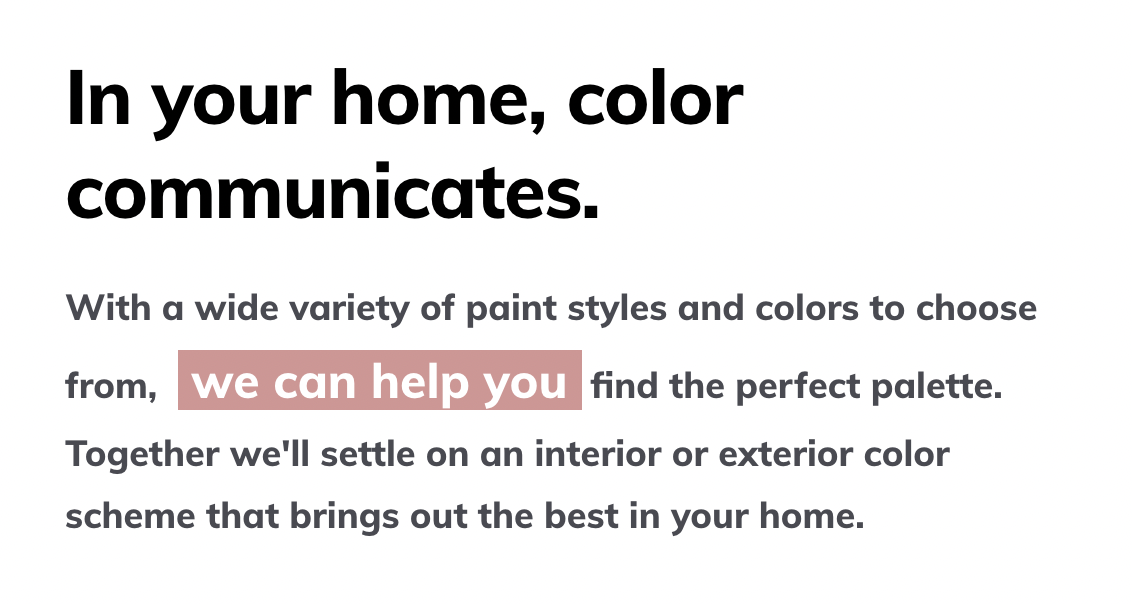 In your home, color
communicates.
With a wide variety of paint styles and colors to choose
from, we can help you find the perfect palette.
Together we'll settle on an interior or exterior color
scheme that brings out the best in your home.